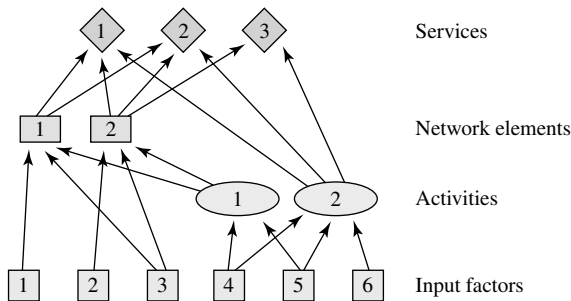 1 2 3 Services
1 2 Network elements
1 2 Activities
1 2 3 4 5 6 Input factors